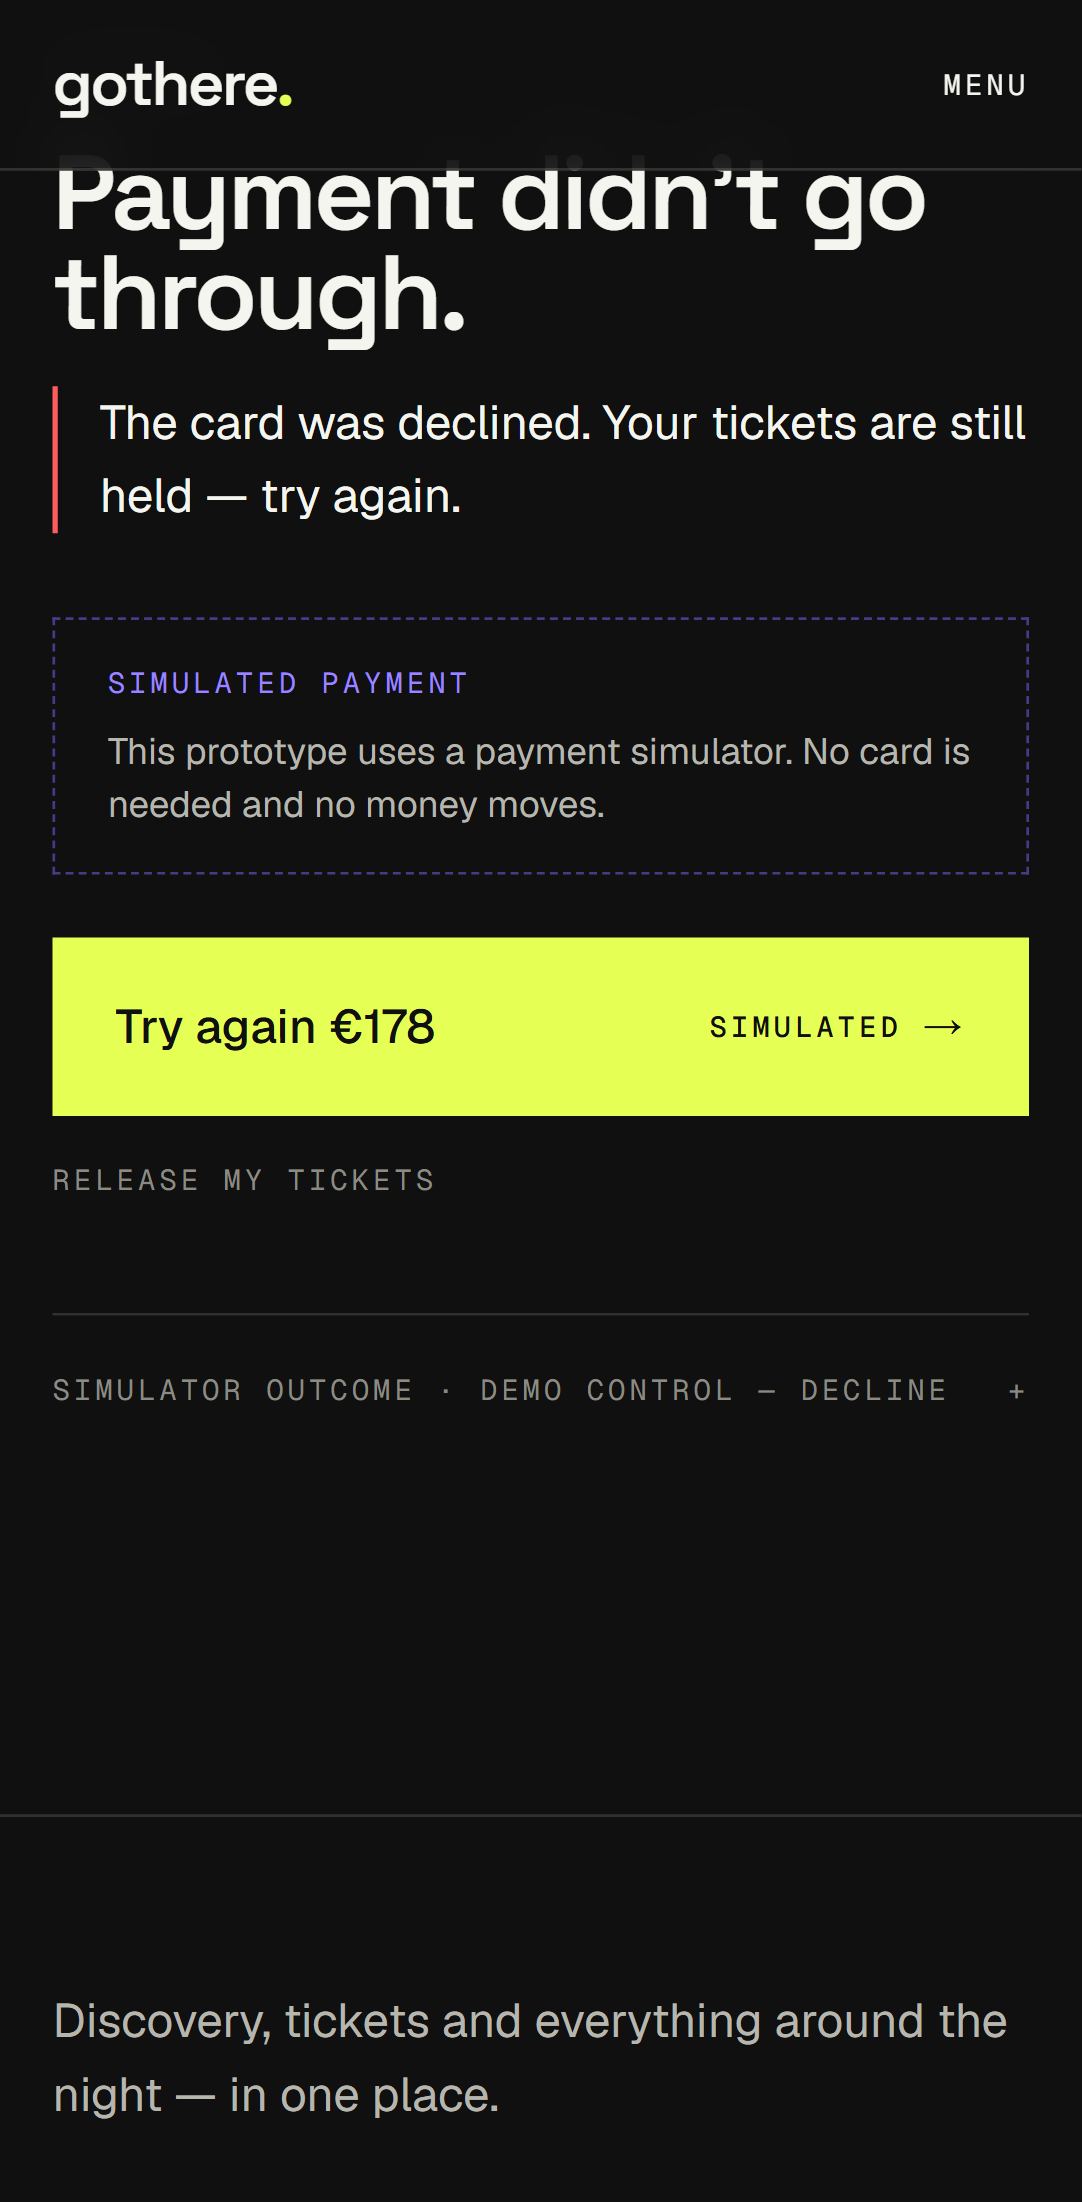 gothere.
MENU
Payment didn’t go
through.
The card was declined. Your tickets are still
held — try again.
SIMULATED PAYMENT
This prototype uses a payment simulator. No card is
needed and no money moves.
Try again €178 SIMULATED →
RELEASE MY TICKETS
SIMULATOR OUTCOME · DEMO CONTROL — DECLINE +
Discovery, tickets and everything around the
night — in one place.